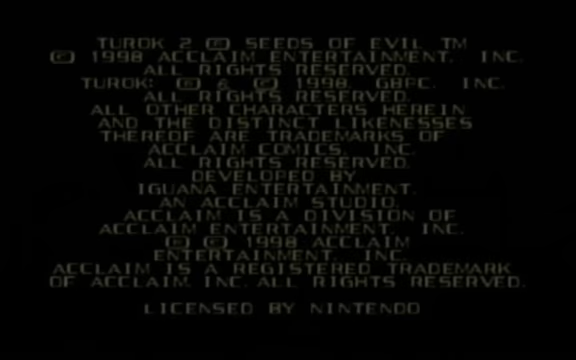 TUROK 2 © SEEDS OF EVIL TM
© 1998 ACCLAIM ENTERTAINMENT. INC.
ALL RIGHTS RESERVED.
TUROK: ® & © 1998. GBPC. INC.
ALL RIGHTS RESERVED.
ALL OTHER CHARACTERS HEREIN
AND THE DISTINCT LIKENESSES
THEREOF ARE TRADEMARKS OF
ACCLAIM COMICS. INC.
ALL RIGHTS RESERVED.
DEVELOPED BY
IGUANA ENTERTAINMENT.
AN ACCLAIM STUDIO.
ACCLAIM IS A DIVISION OF
ACCLAIM ENTERTAINMENT. INC.
® © 1998 ACCLAIM
ENTERTAINMENT. INC.
ACCLAIM IS A REGISTERED TRADEMARK
OF ACCLAIM. INC. ALL RIGHTS RESERVED.
LICENSED BY NINTENDO